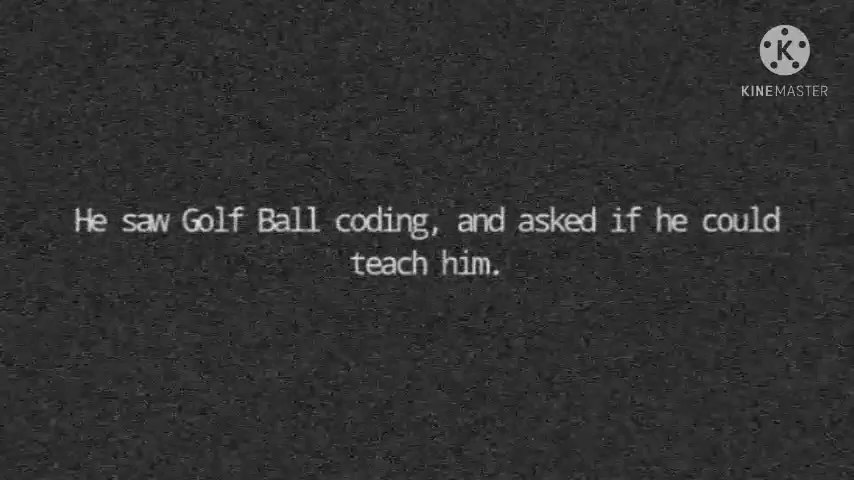 KINEMASTER
He saw Golf Ball coding, and asked if he could
teach him.